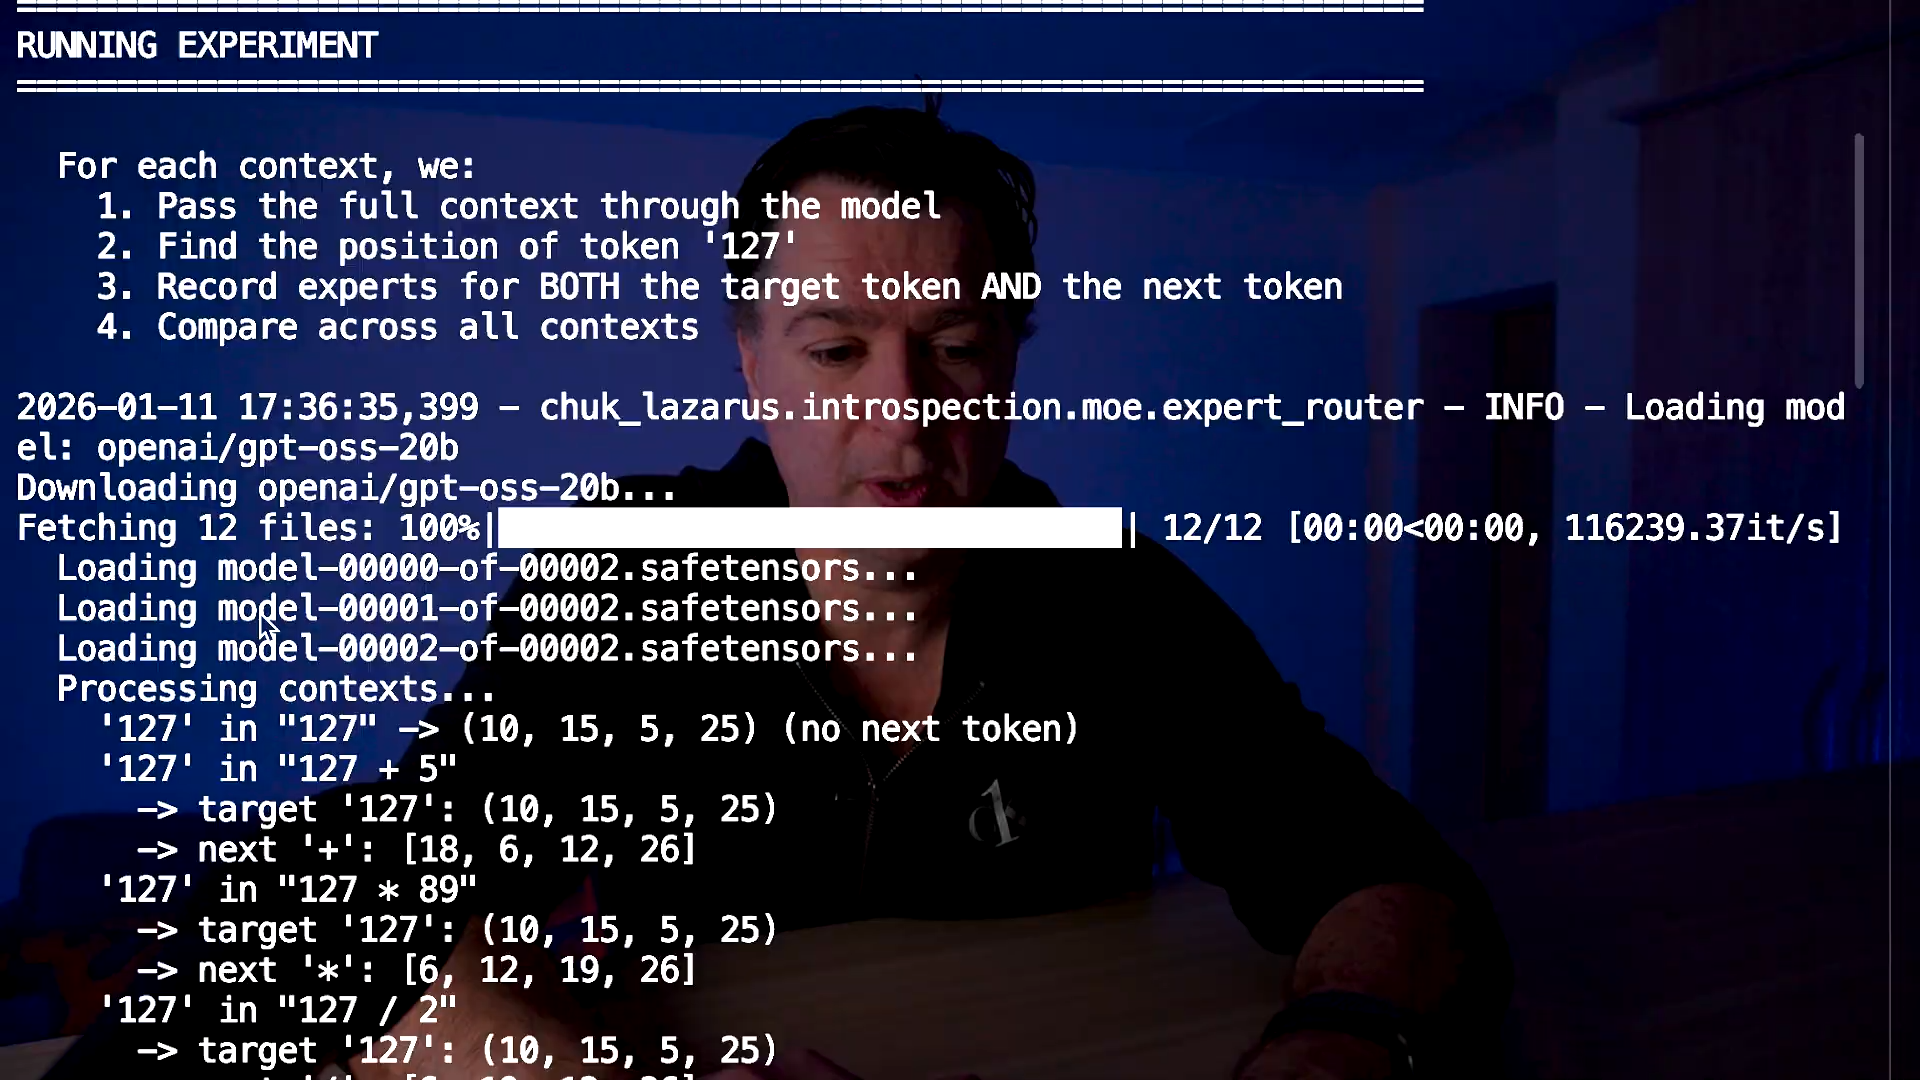 RUNNING EXPERIMENT
For each context, we:
1. Pass the full context through the model
2. Find the position of token '127'
3. Record experts for BOTH the target token AND the next token
4. Compare across all contexts
2026-01-11 17:36:35,399 - chuk_lazarus.introspection.moe.expert_router - INFO - Loading mod
el: openai/gpt-oss-20b
Downloading openai/gpt-oss-20b...
Fetching 12 files: 100%| | 12/12 [00:00<00:00, 116239.37it/s]
Loading model-00000-of-00002.safetensors...
Loading model-00001-of-00002.safetensors...
Loading model-00002-of-00002.safetensors...
Processing contexts...
'127' in "127" -> (10, 15, 5, 25) (no next token)
'127' in "127 + 5"
-> target '127': (10, 15, 5, 25)
-> next '+': [18, 6, 12, 26]
'127' in "127 * 89"
-> target '127': (10, 15, 5, 25)
-> next '*': [6, 12, 19, 26]
'127' in "127 / 2"
-> target '127': (10, 15, 5, 25)